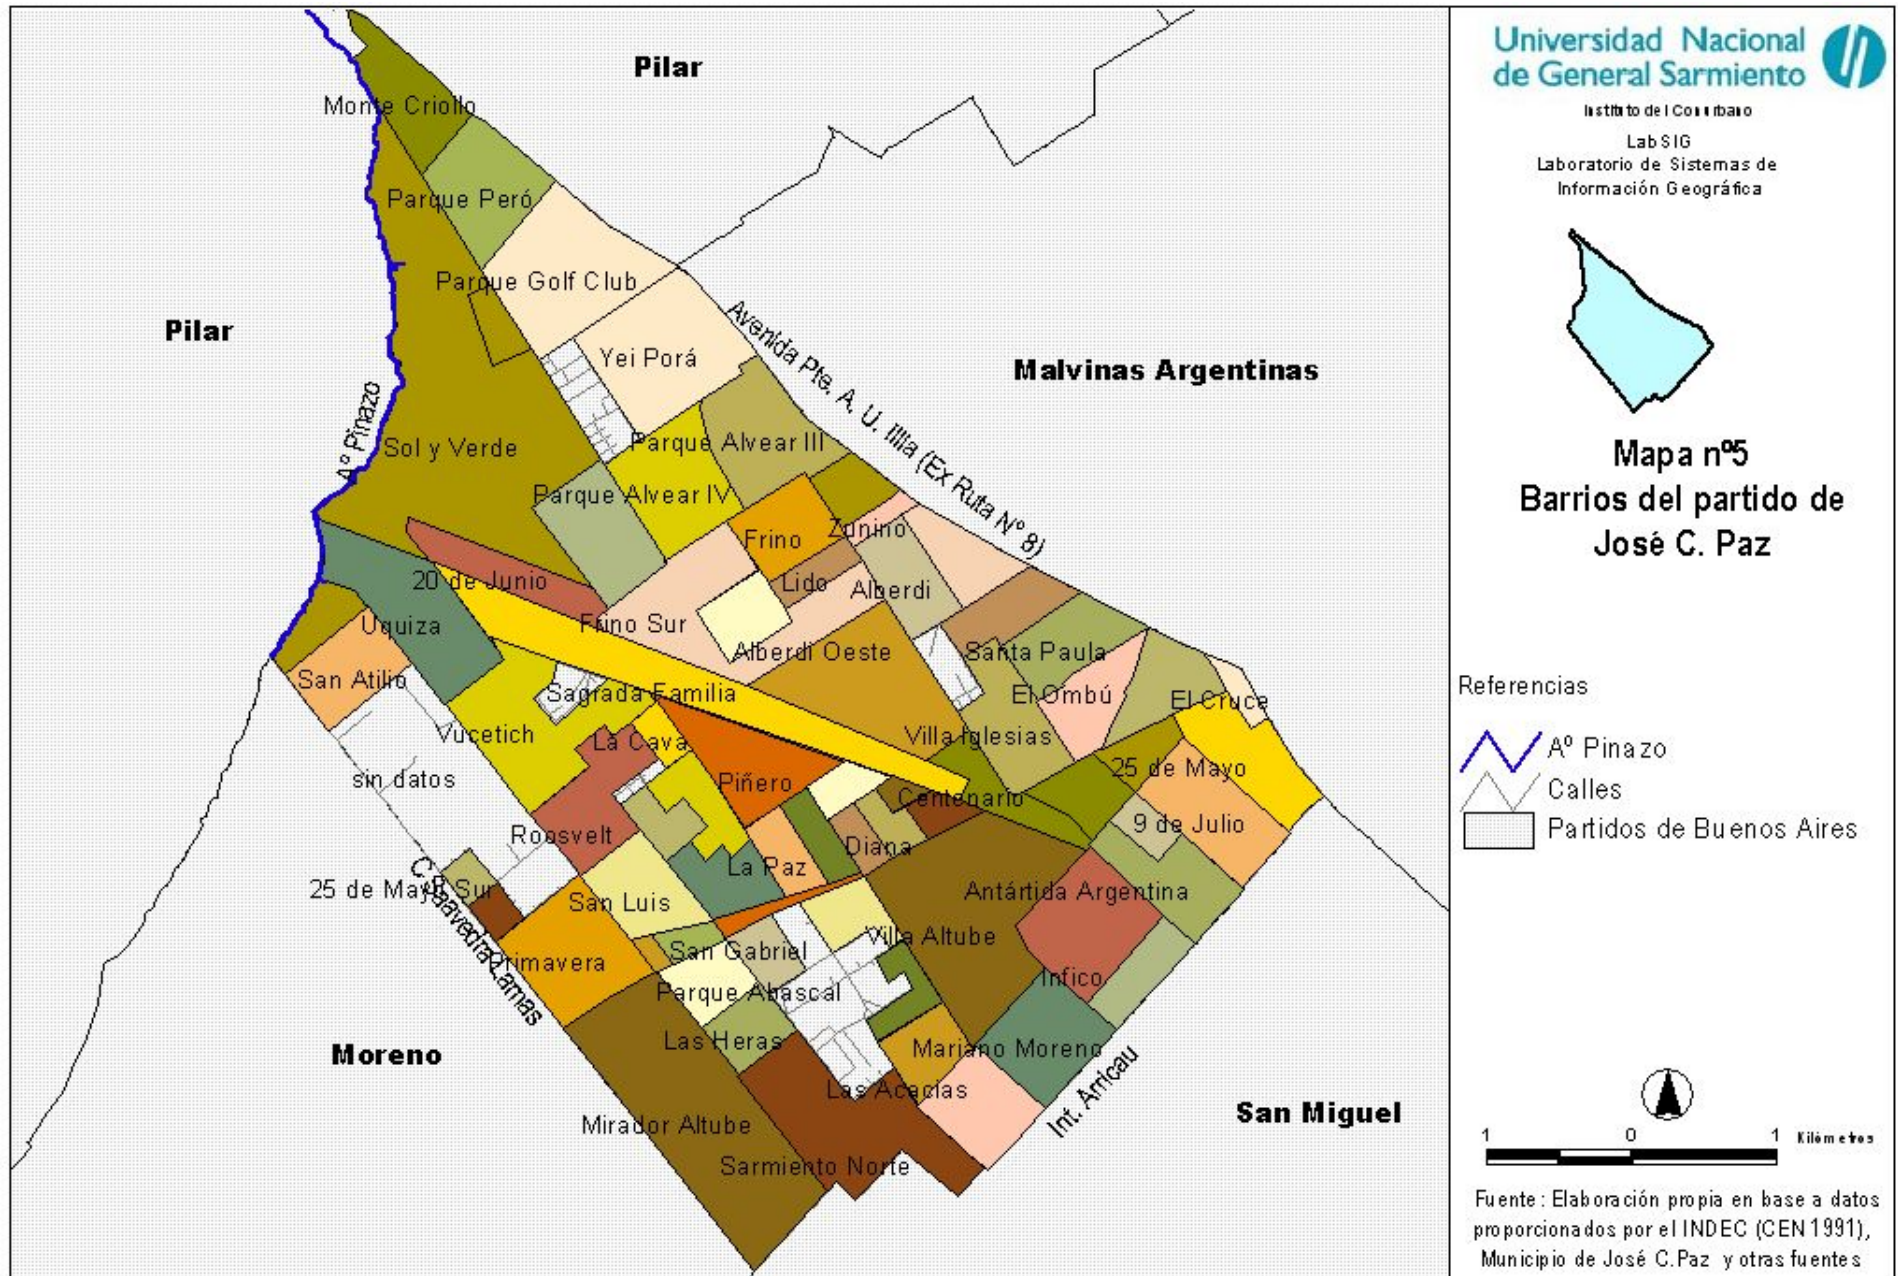 Pilar
Monte Criollo
Parque Peró
Parque Golf Club
Pilar
Yei Porá
Avenida Pte. A. U. Illia (Ex Ruta Nº 8)
Malvinas Argentinas
Aº Pinazo
Sol y Verde
Parque Alvear III
Parque Alvear IV
Frino
Zunino
20 de Junio
Lido
Alberdi
Uquiza
Frino Sur
Alberdi Oeste
Santa Paula
San Atilio
Sagrada Familia
El Ombú
El Cruce
Vucetich
La Cava
Villa Iglesias
sin datos
Piñero
25 de Mayo
Centenario
Roosvelt
9 de Julio
Diana
La Paz
25 de Mayo Sur
San Luis
Antártida Argentina
Villa Altube
San Gabriel
Primavera
C. Saavedra Lamas
Infico
Parque Abascal
Las Heras
Mariano Moreno
Moreno
Las Acacias
Int. Arricau
San Miguel
Mirador Altube
Sarmiento Norte
Universidad Nacional
de General Sarmiento
Instituto del Conurbano
LabSIG
Laboratorio de Sistemas de
Información Geográfica
Mapa nº5
Barrios del partido de
José C. Paz
Referencias
Aº Pinazo
Calles
Partidos de Buenos Aires
1 0 1 Kilómetros
Fuente: Elaboración propia en base a datos
proporcionados por el INDEC (CEN 1991),
Municipio de José C.Paz y otras fuentes